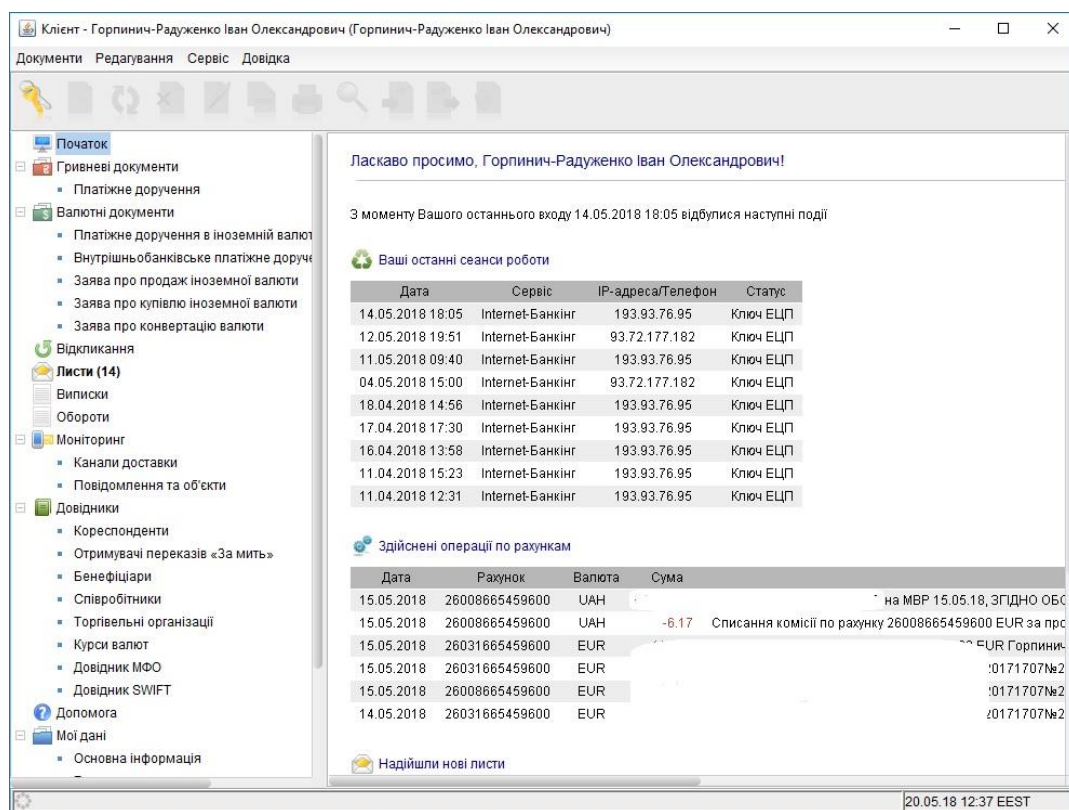 Клієнт - Горпинич-Радуженко Іван Олександрович (Горпинич-Радуженко Іван Олександрович)
Документи Редагування Сервіс Довідка
Початок
Гривневі документи
Платіжне доручення
Валютні документи
Платіжне доручення в іноземній валют
Внутрішньобанківське платіжне доруче
Заява про продаж іноземної валюти
Заява про купівлю іноземної валюти
Заява про конвертацію валюти
Відкликання
Листи (14)
Виписки
Обороти
Моніторинг
Канали доставки
Повідомлення та об'єкти
Довідники
Кореспонденти
Отримувачі переказів «За мить»
Бенефіціари
Співробітники
Торгівельні організації
Курси валют
Довідник МФО
Довідник SWIFT
Допомога
Мої дані
Основна інформація
Ласкаво просимо, Горпинич-Радуженко Іван Олександрович!
З моменту Вашого останнього входу 14.05.2018 18:05 відбулися наступні події
Ваші останні сеанси роботи
Дата Сервіс IP-адреса/Телефон Статус
14.05.2018 18:05 Internet-Банкінг 193.93.76.95 Ключ ЕЦП
12.05.2018 19:51 Internet-Банкінг 93.72.177.182 Ключ ЕЦП
11.05.2018 09:40 Internet-Банкінг 193.93.76.95 Ключ ЕЦП
04.05.2018 15:00 Internet-Банкінг 93.72.177.182 Ключ ЕЦП
18.04.2018 14:56 Internet-Банкінг 193.93.76.95 Ключ ЕЦП
17.04.2018 17:30 Internet-Банкінг 193.93.76.95 Ключ ЕЦП
16.04.2018 13:58 Internet-Банкінг 193.93.76.95 Ключ ЕЦП
11.04.2018 15:23 Internet-Банкінг 193.93.76.95 Ключ ЕЦП
11.04.2018 12:31 Internet-Банкінг 193.93.76.95 Ключ ЕЦП
Здійснені операції по рахункам
Дата Рахунок Валюта Сума
15.05.2018 26008665459600 UAH на МВР 15.05.18, ЗГІДНО ОБО
15.05.2018 26008665459600 UAH -6.17 Списання комісії по рахунку 26008665459600 EUR за про
15.05.2018 26031665459600 EUR EUR Горпинич
15.05.2018 26031665459600 EUR 20171707№2
15.05.2018 26008665459600 EUR 20171707№2
14.05.2018 26031665459600 EUR 20171707№2
Надійшли нові листи
20.05.18 12:37 EEST